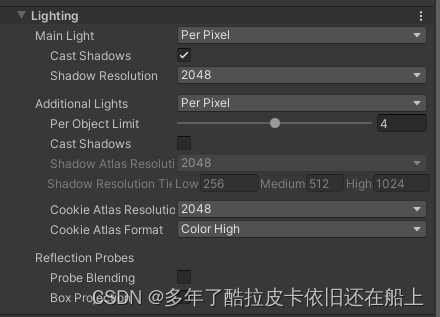 Lighting
Main Light Per Pixel
Cast Shadows
Shadow Resolution 2048
Additional Lights Per Pixel
Per Object Limit 4
Cast Shadows
Shadow Atlas Resoluti 2048
Shadow Resolution Tie Low 256 Medium 512 High 1024
Cookie Atlas Resolutio 2048
Cookie Atlas Format Color High
Reflection Probes
Probe Blending
Box Projection
CSDN @多年了酷拉皮卡依旧还在船上